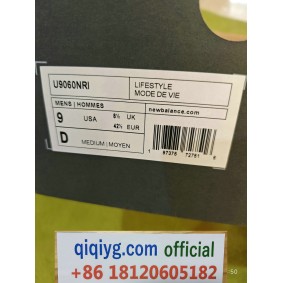 U9060NRI
LIFESTYLE
MODE DE VIE
MENS | HOMMES
newbalance.com
9 USA 8½ UK
42½ EUR
D MEDIUM | MOYEN
qiqiyg.com official
+86 18120605182
50